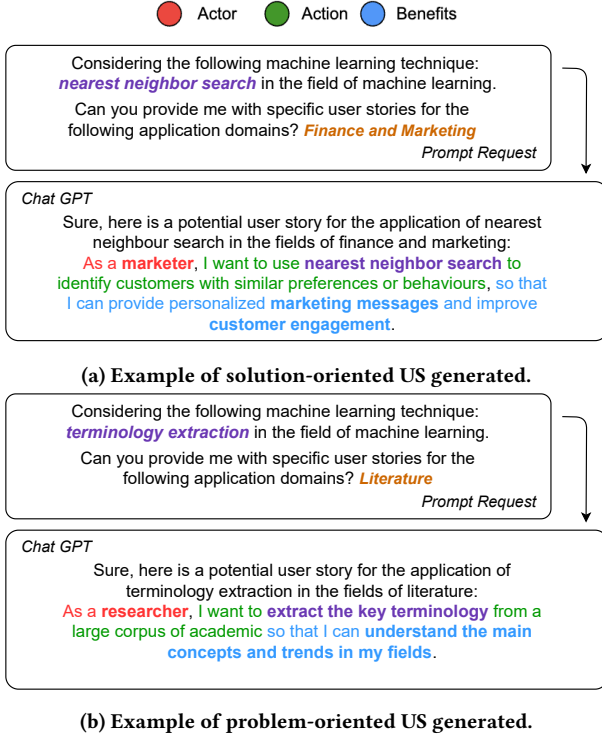 Actor Action Benefits
Considering the following machine learning technique:
nearest neighbor search in the field of machine learning.
Can you provide me with specific user stories for the
following application domains? Finance and Marketing
Prompt Request
Chat GPT
Sure, here is a potential user story for the application of nearest
neighbour search in the fields of finance and marketing:
As a marketer, I want to use nearest neighbor search to
identify customers with similar preferences or behaviours, so that
I can provide personalized marketing messages and improve
customer engagement.
(a) Example of solution-oriented US generated.
Considering the following machine learning technique:
terminology extraction in the field of machine learning.
Can you provide me with specific user stories for the
following application domains? Literature
Prompt Request
Chat GPT
Sure, here is a potential user story for the application of
terminology extraction in the fields of literature:
As a researcher, I want to extract the key terminology from a
large corpus of academic so that I can understand the main
concepts and trends in my fields.
(b) Example of problem-oriented US generated.